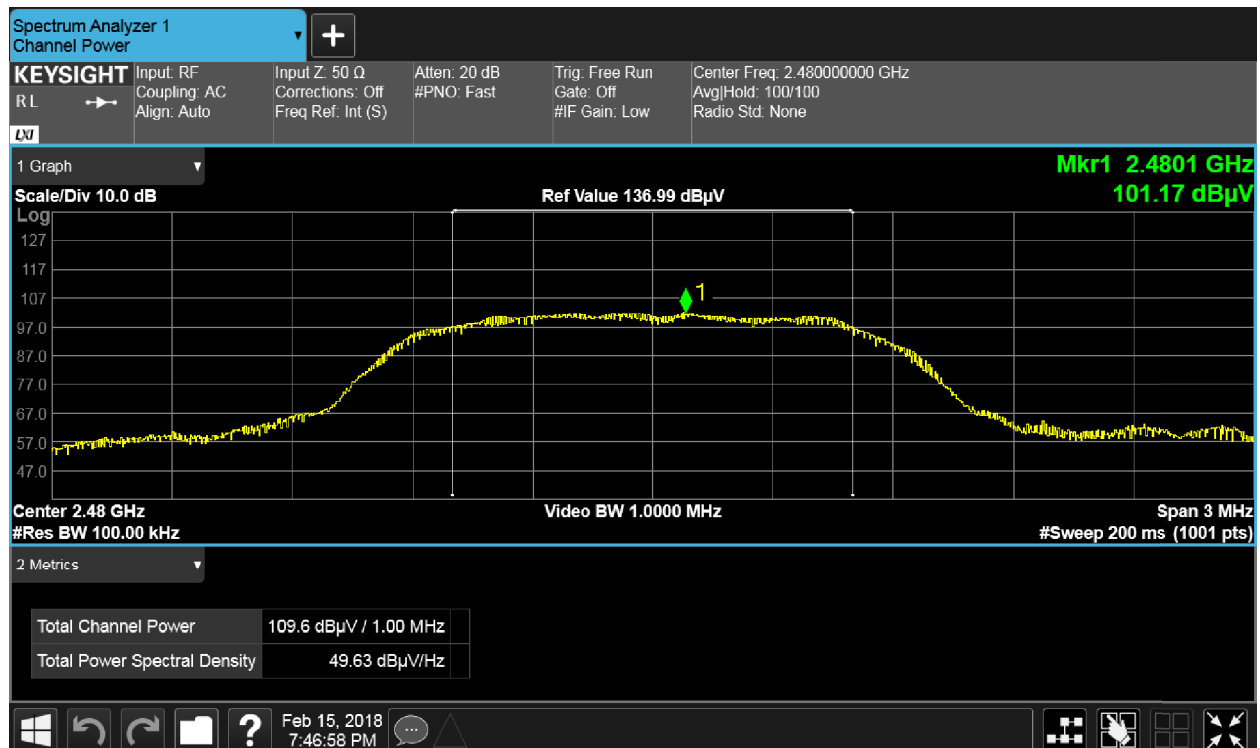 Spectrum Analyzer 1
Channel Power
+
KEYSIGHT
R L
LXI
Input: RF
Coupling: AC
Align: Auto
Input Z: 50 Ω
Corrections: Off
Freq Ref: Int (S)
Atten: 20 dB
#PNO: Fast
Trig: Free Run
Gate: Off
#IF Gain: Low
Center Freq: 2.480000000 GHz
Avg|Hold: 100/100
Radio Std: None
1 Graph
Mkr1 2.4801 GHz
101.17 dBµV
Scale/Div 10.0 dB
Ref Value 136.99 dBµV
Log
127
117
107
97.0
87.0
77.0
67.0
57.0
47.0
1
Center 2.48 GHz
Video BW 1.0000 MHz
Span 3 MHz
#Res BW 100.00 kHz
#Sweep 200 ms (1001 pts)
2 Metrics
Total Channel Power 109.6 dBµV / 1.00 MHz
Total Power Spectral Density 49.63 dBµV/Hz
?
Feb 15, 2018
7:46:58 PM